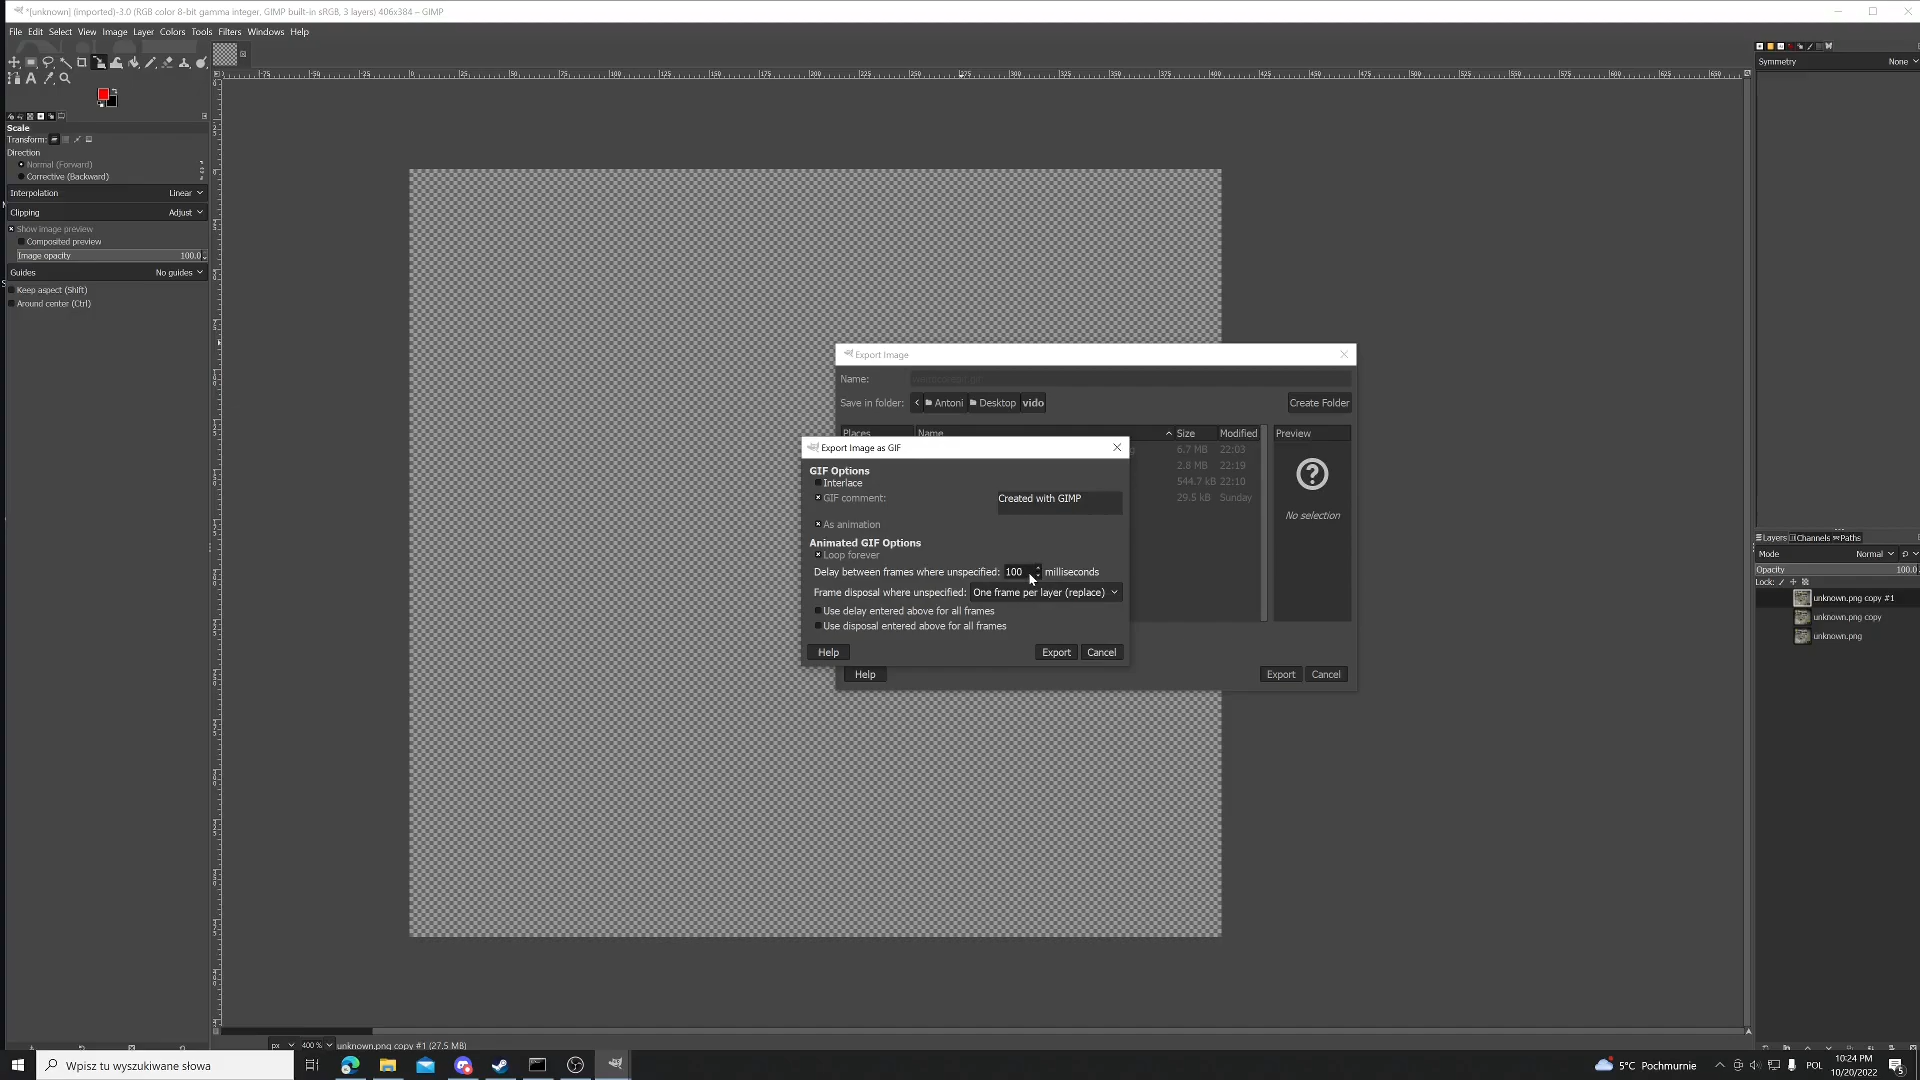 *[unknown] (imported)-3.0 (RGB color 8-bit gamma integer, GIMP built-in sRGB, 3 layers) 406x384 – GIMP
File Edit Select View Image Layer Colors Tools Filters Windows Help
Scale
Transform:
Direction
Normal (Forward)
Corrective (Backward)
Interpolation Linear
Clipping Adjust
Show image preview
Composited preview
Image opacity 100.0
Guides No guides
Keep aspect (Shift)
Around center (Ctrl)
Export Image
Name:
Save in folder: Antoni Desktop vido Create Folder
Places Name Size Modified Preview
6.7 MB 22:03
2.8 MB 22:19
544.7 kB 22:10
29.5 kB Sunday
No selection
Help Export Cancel
Export Image as GIF
GIF Options
Interlace
GIF comment: Created with GIMP
As animation
Animated GIF Options
Loop forever
Delay between frames where unspecified: 100 milliseconds
Frame disposal where unspecified: One frame per layer (replace)
Use delay entered above for all frames
Use disposal entered above for all frames
Help Export Cancel
Symmetry None
Layers Channels Paths
Mode Normal
Opacity 100.0
Lock:
unknown.png copy #1
unknown.png copy
unknown.png
px 400 % unknown.png copy #1 (27.5 MB)
Wpisz tu wyszukiwane słowa
5°C Pochmurnie POL 10:24 PM
10/20/2022